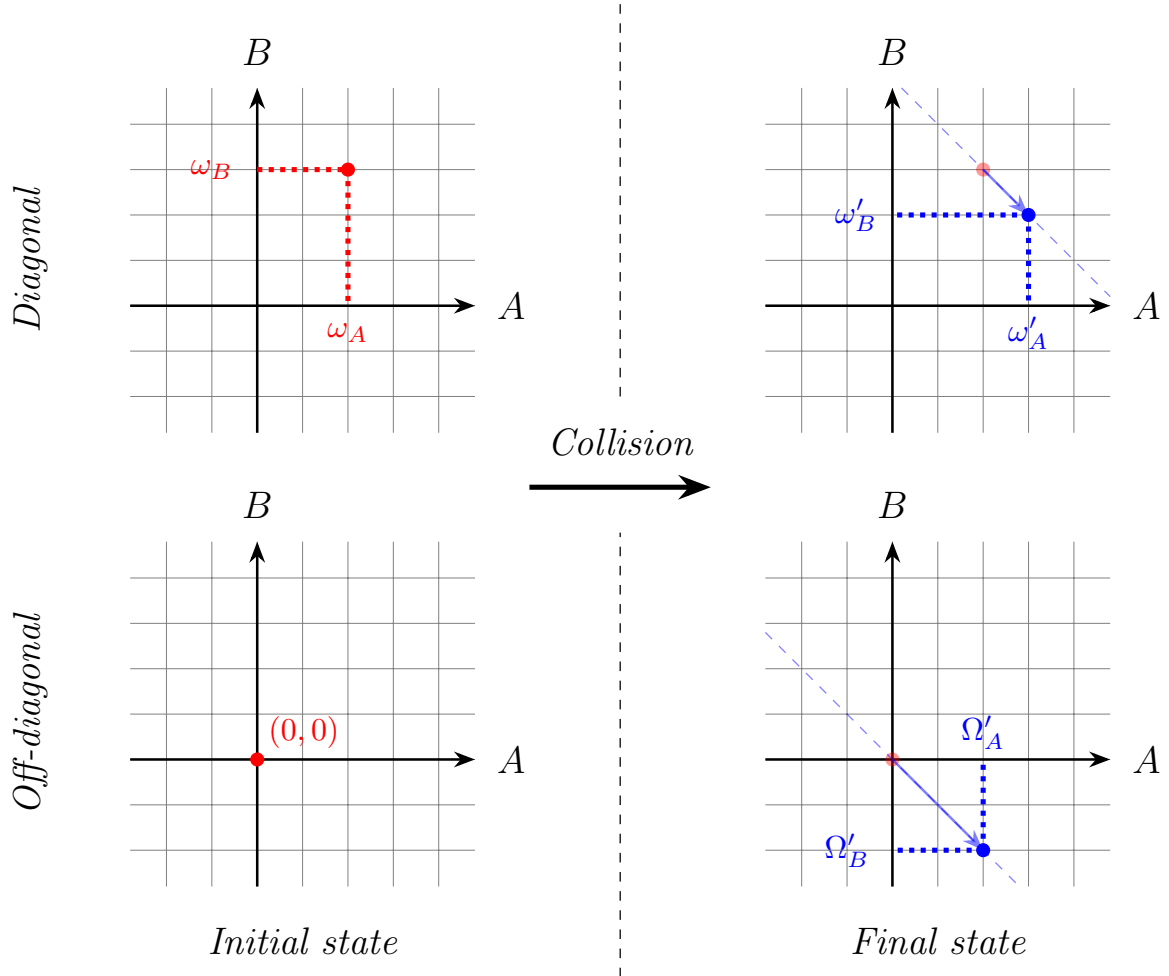 B
B
ω_B
ω'_B
Diagonal
A
A
ω_A
ω'_A
Collision
B
B
(0, 0)
Ω'_A
Off-diagonal
A
A
Ω'_B
Initial state
Final state